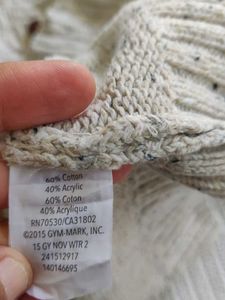 60% Cotton
40% Acrylic
60% Cotton
40% Acrylique
RN70530/CA31802
©2015 GYM-MARK, INC.
15 GY NOV WTR 2
241512917
140146695